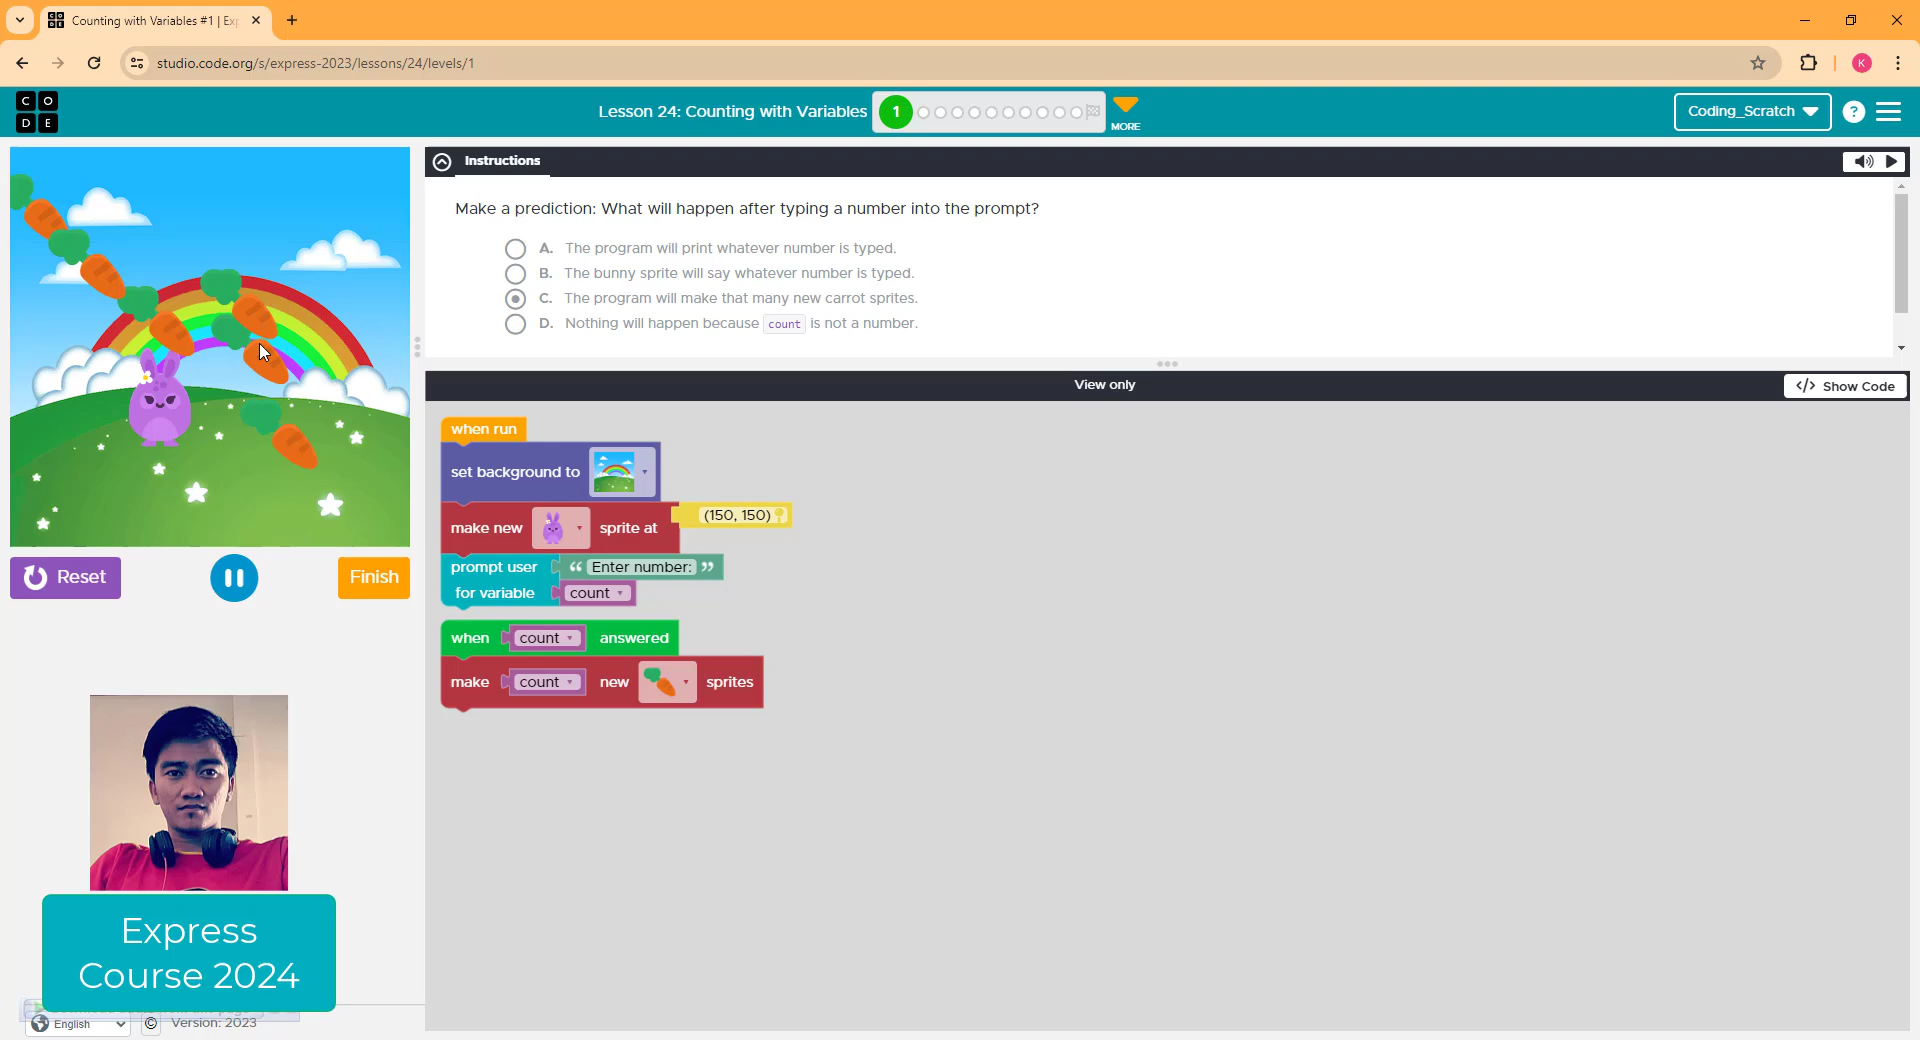 Counting with Variables #1 | Ex
studio.code.org/s/express-2023/lessons/24/levels/1
K
C O
D E
Lesson 24: Counting with Variables
1
MORE
Coding_Scratch
?
Instructions
Make a prediction: What will happen after typing a number into the prompt?
A. The program will print whatever number is typed.
B. The bunny sprite will say whatever number is typed.
C. The program will make that many new carrot sprites.
D. Nothing will happen because count is not a number.
View only
</> Show Code
when run
set background to
make new sprite at (150, 150)
prompt user “ Enter number: ”
for variable count
when count answered
make count new sprites
Reset
Finish
Express
Course 2024
English
© Version: 2023